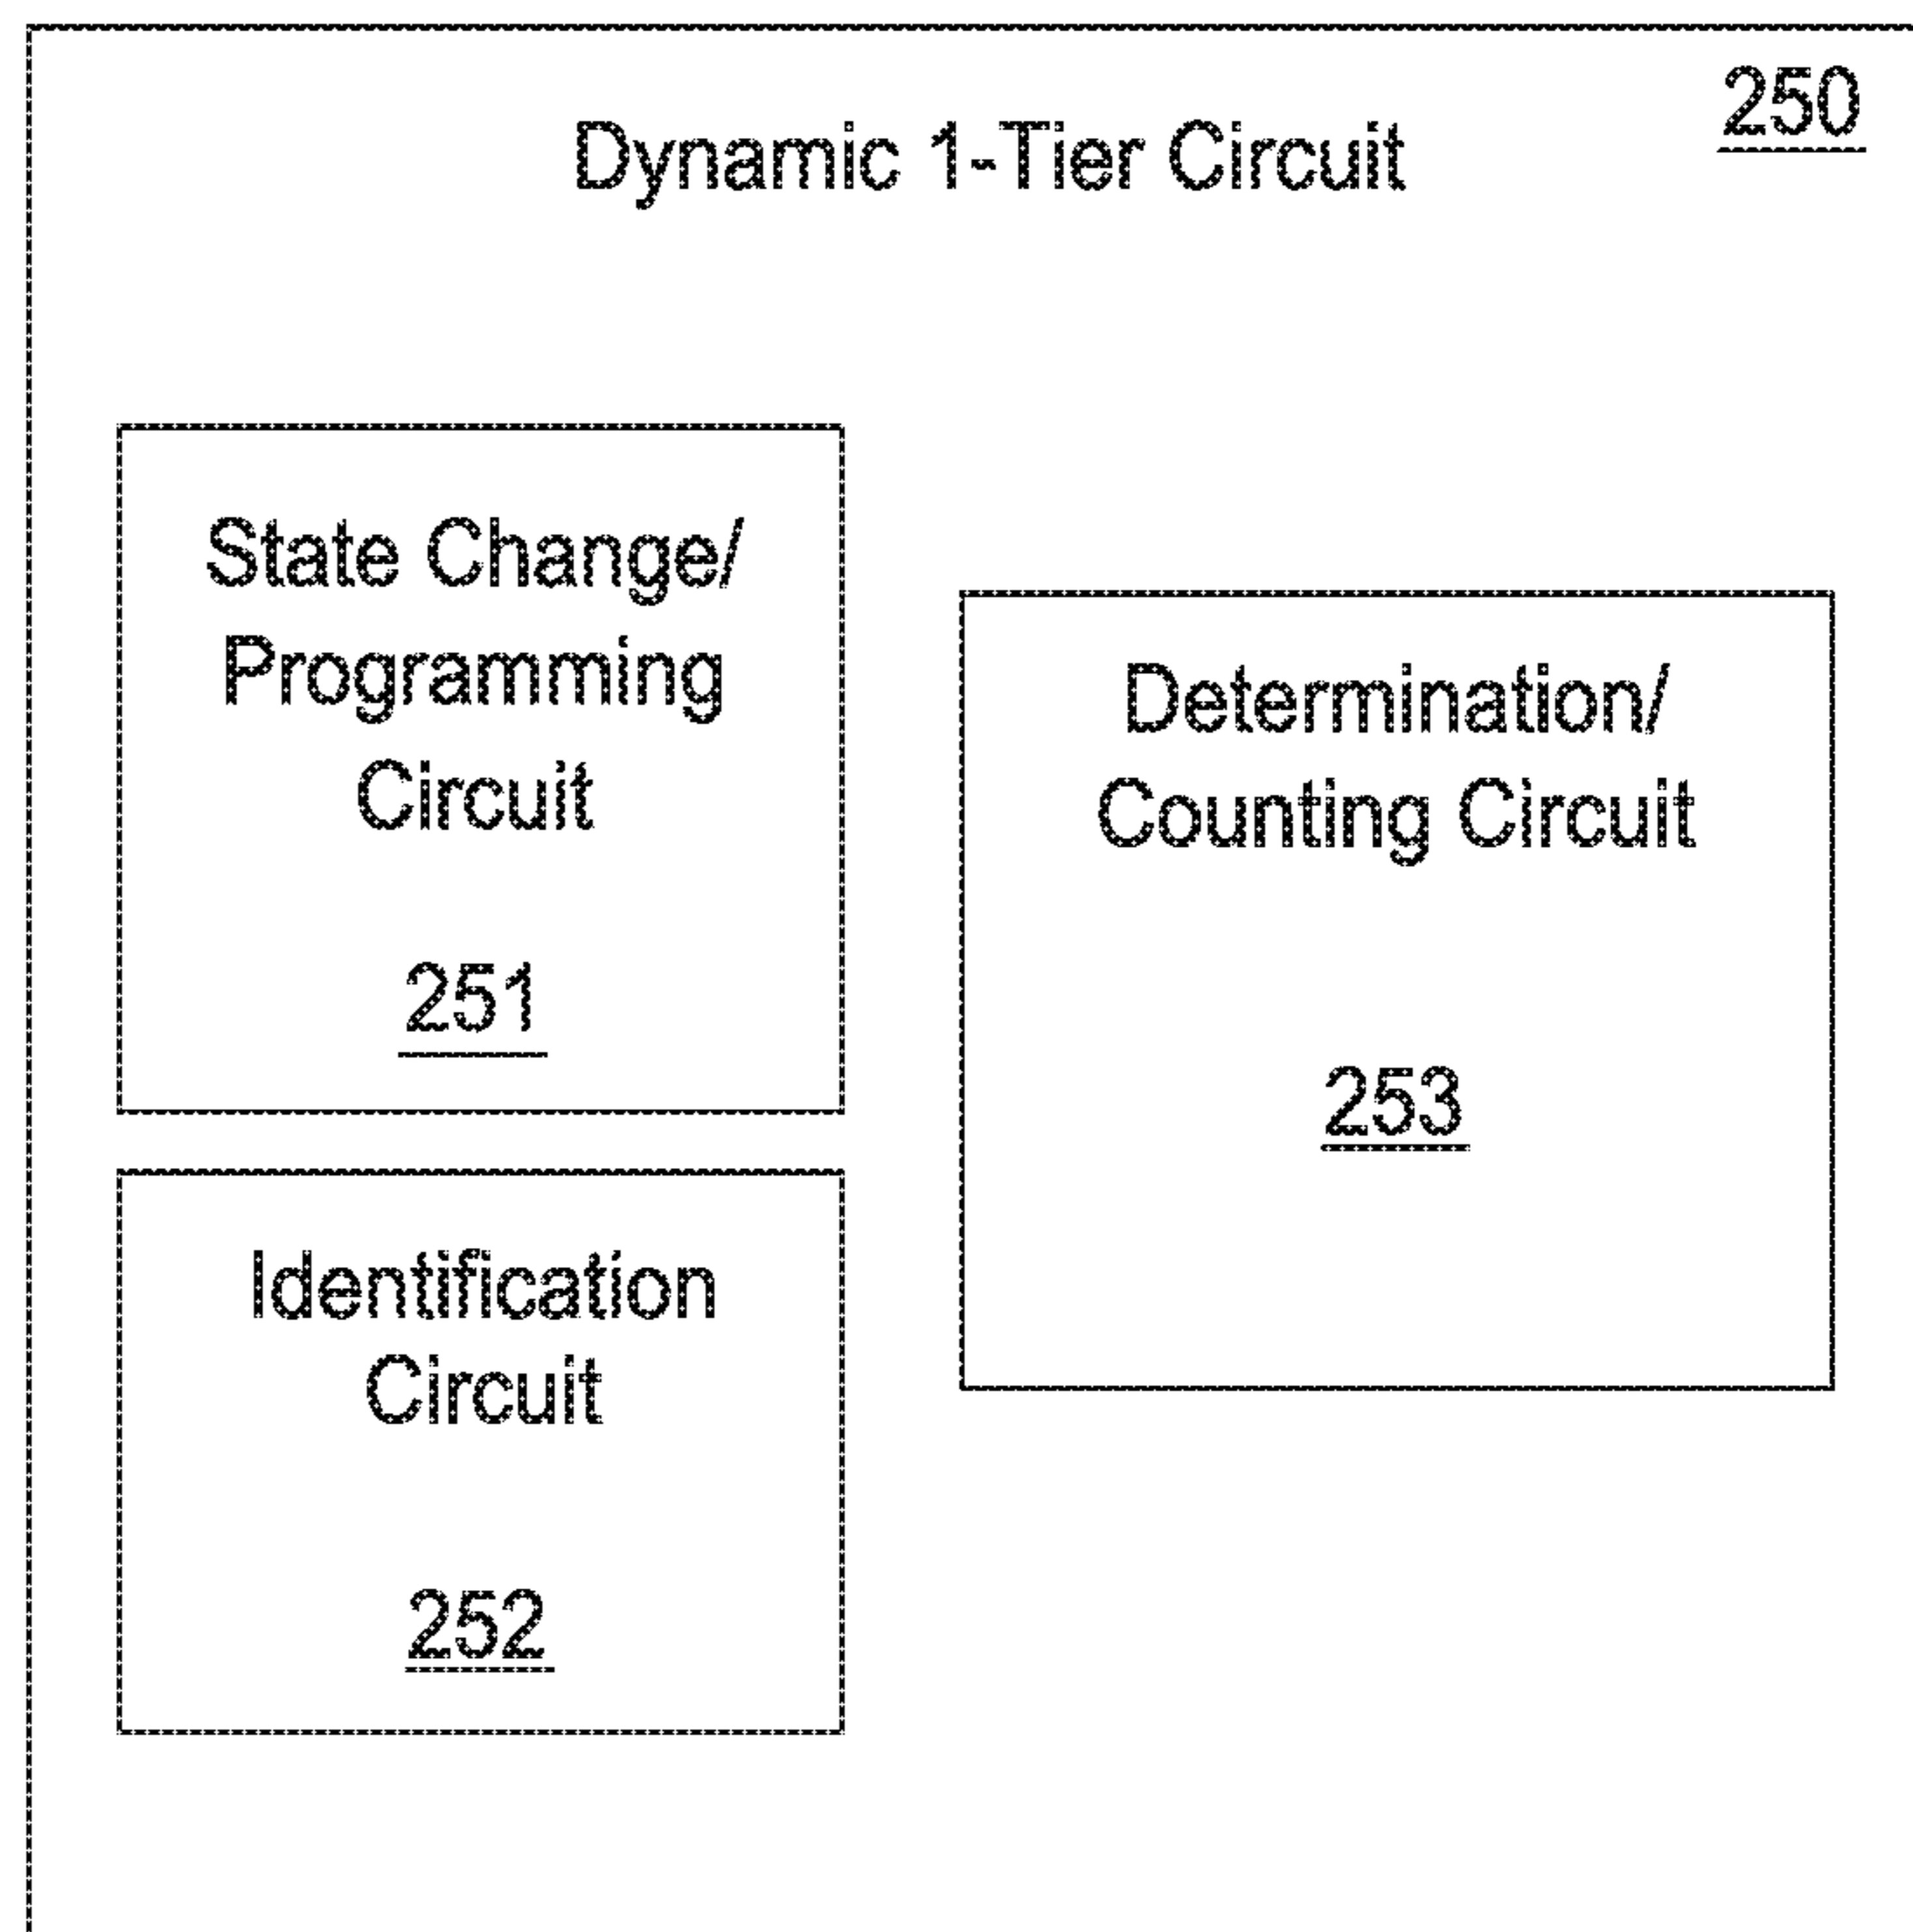 250
Dynamic 1-Tier Circuit
State Change/
Programming
Circuit
251
Determination/
Counting Circuit
253
Identification
Circuit
252